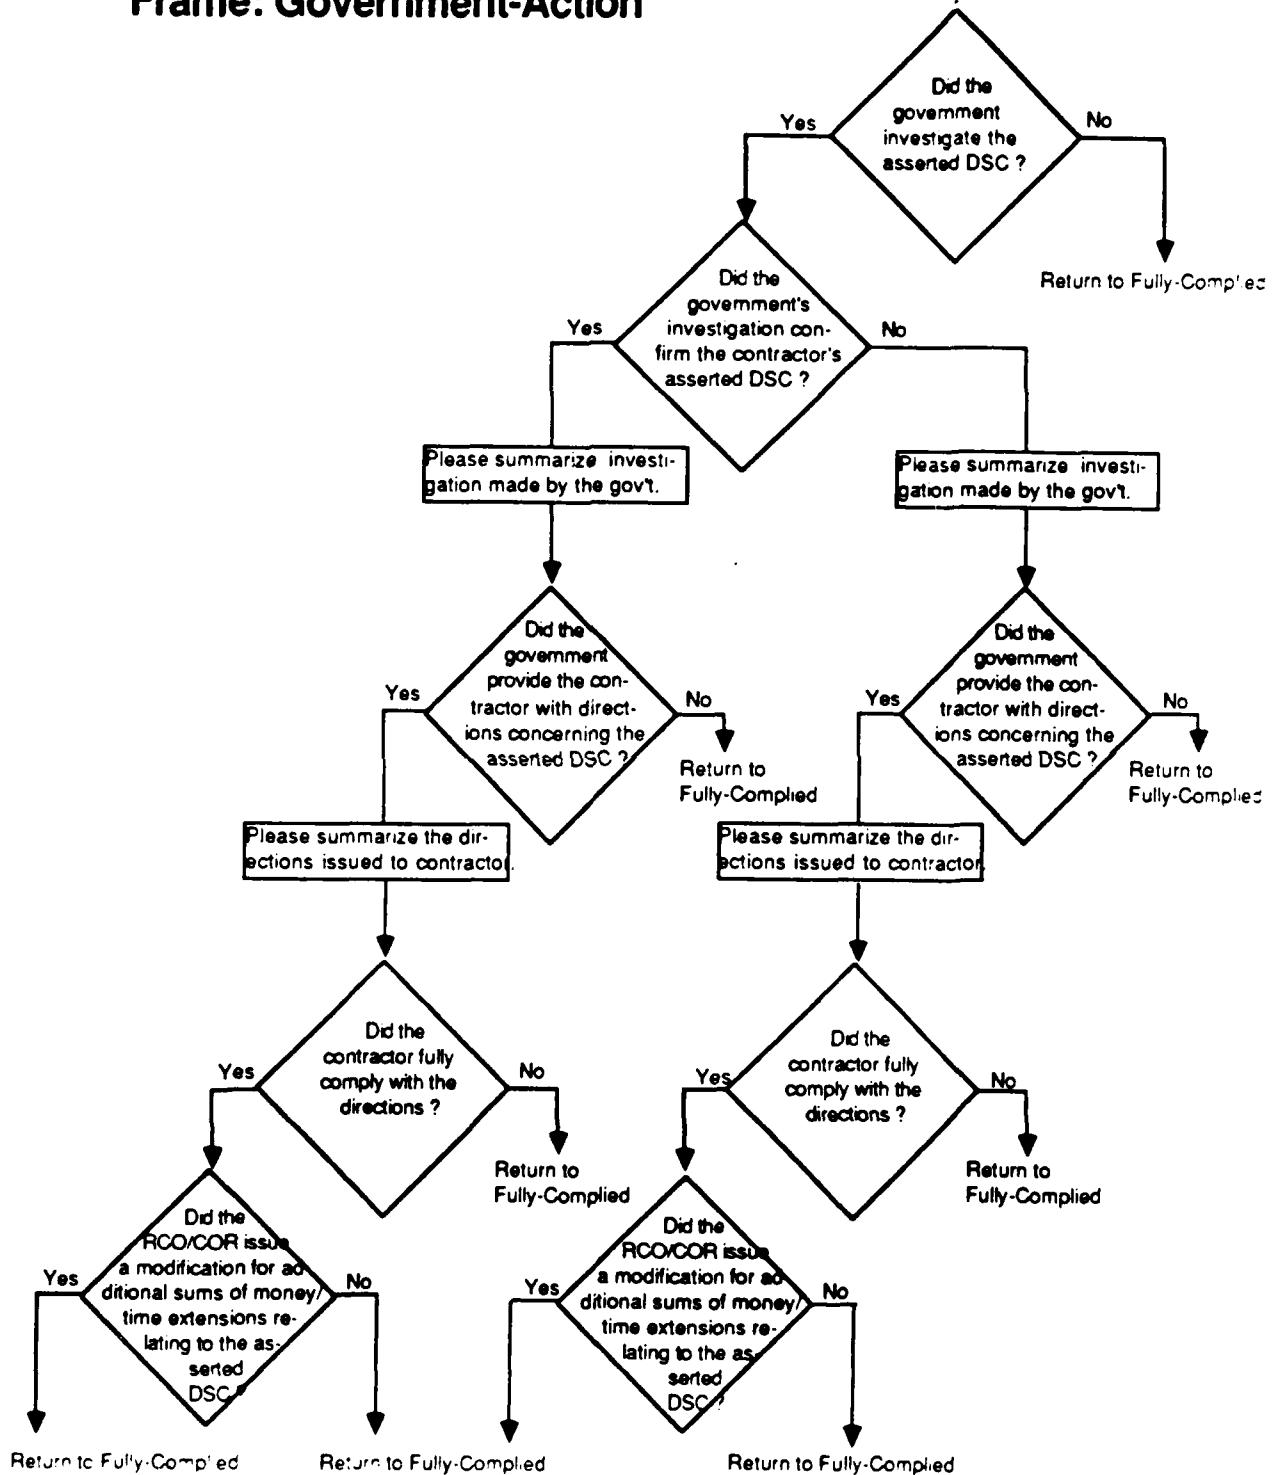 Frame: Government-Action
Did the
government
investigate the
asserted DSC ?
Yes
No
Return to Fully-Complied
Did the
government's
investigation con-
firm the contractor's
asserted DSC ?
Yes
No
Please summarize investi-
gation made by the gov't.
Please summarize investi-
gation made by the gov't.
Did the
government
provide the con-
tractor with direct-
ions concerning the
asserted DSC ?
Yes
No
Return to
Fully-Complied
Did the
government
provide the con-
tractor with direct-
ions concerning the
asserted DSC ?
Yes
No
Return to
Fully-Complied
Please summarize the dir-
ections issued to contractor.
Please summarize the dir-
ections issued to contractor
Did the
contractor fully
comply with the
directions ?
Yes
No
Return to
Fully-Complied
Did the
contractor fully
comply with the
directions ?
Yes
No
Return to
Fully-Complied
Did the
RCO/COR issue
a modification for ad
ditional sums of money/
time extensions re-
lating to the as-
serted
DSC ?
Yes
No
Did the
RCO/COR issue
a modification for ad
ditional sums of money/
time extensions re-
lating to the as-
serted
DSC ?
Yes
No
Return to Fully-Complied
Return to Fully-Complied
Return to Fully-Complied